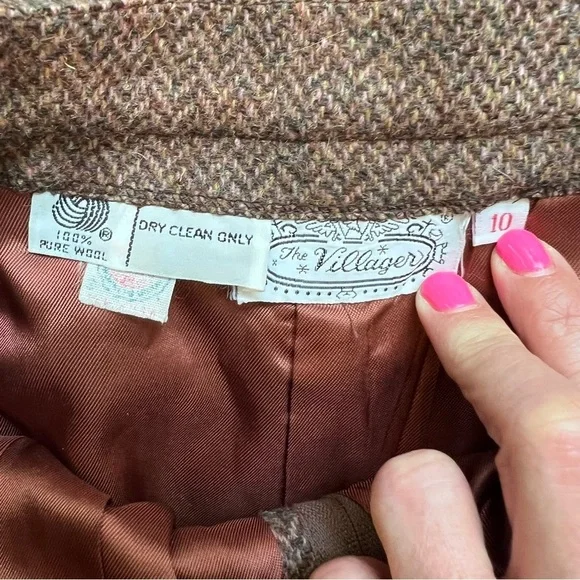 100%
PURE WOOL
®
DRY CLEAN ONLY
The Villager
10